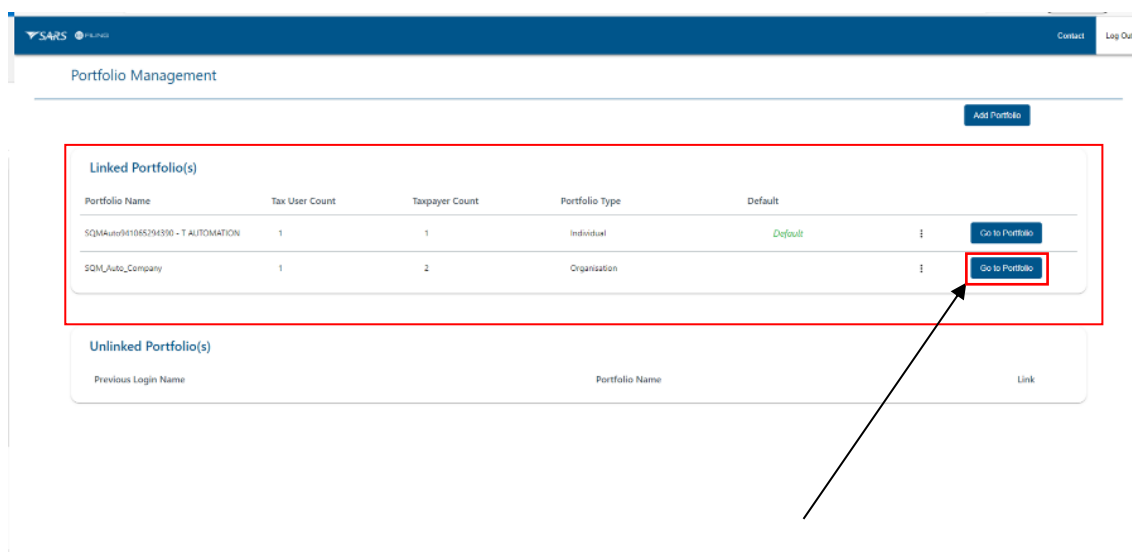 SARS eFILING Contact Log Out
Portfolio Management
Add Portfolio
Linked Portfolio(s)
Portfolio Name Tax User Count Taxpayer Count Portfolio Type Default
SQMAuto941065294390 - T AUTOMATION 1 1 Individual Default Go to Portfolio
SQM_Auto_Company 1 2 Organisation Go to Portfolio
Unlinked Portfolio(s)
Previous Login Name Portfolio Name Link